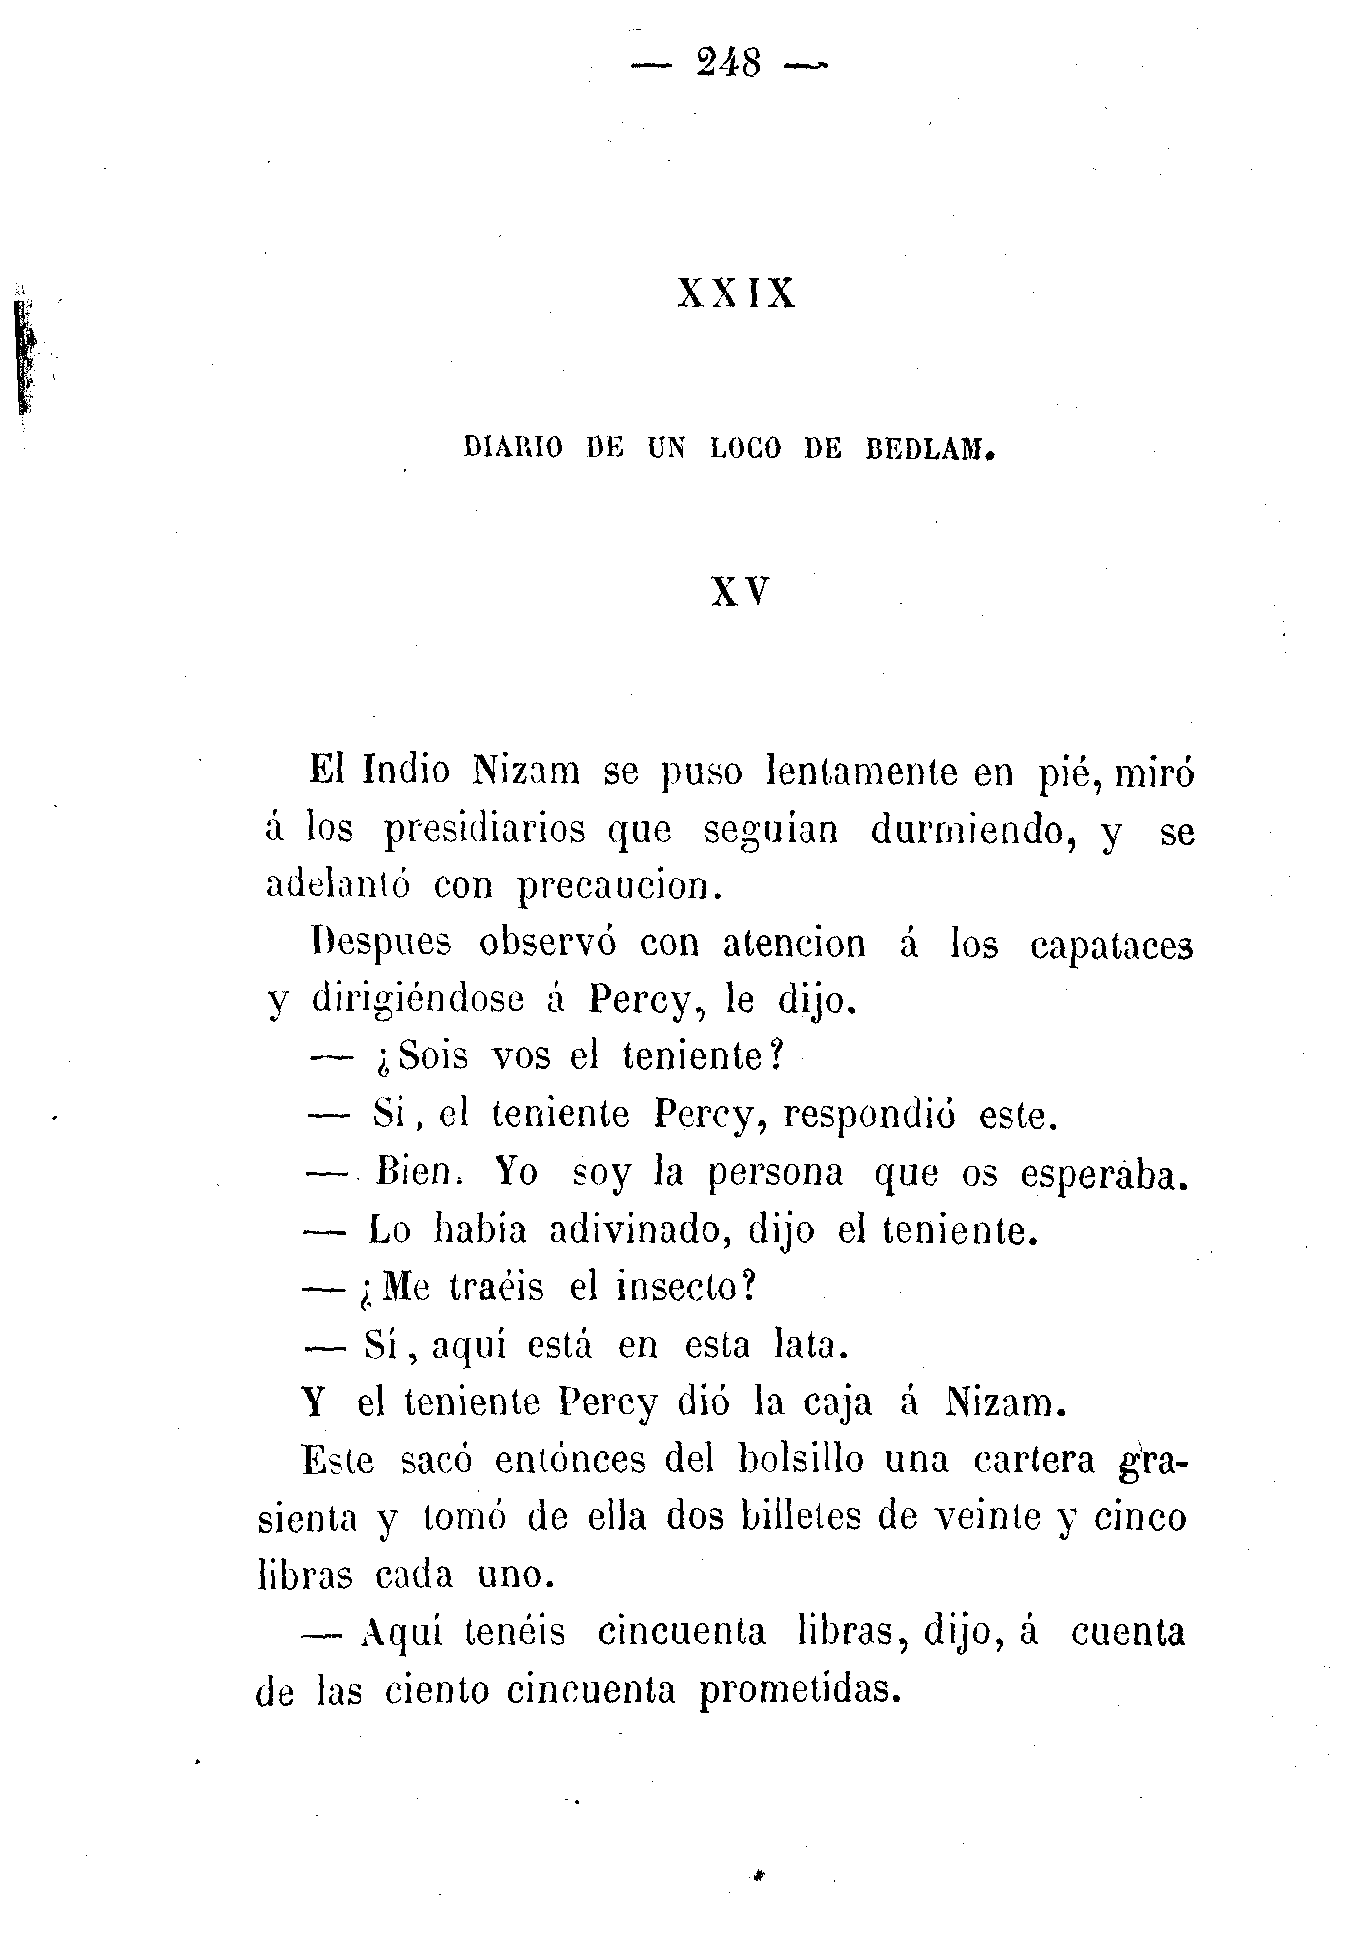 — 248 —
XXIX
DIARIO DE UN LOCO DE BEDLAM.
XV
El Indio Nizam se puso lentamente en pié, miró
á los presidiarios que seguian durmiendo, y se
adelantó con precaucion.
Despues observó con atencion á los capataces
y dirigiéndose á Percy, le dijo.
— ¿Sois vos el teniente?
— Si, el teniente Percy, respondió este.
— Bien. Yo soy la persona que os esperaba.
— Lo habia adivinado, dijo el teniente.
— ¿Me traéis el insecto?
— Sí, aquí está en esta lata.
Y el teniente Percy dió la caja á Nizam.
Este sacó entónces del bolsillo una cartera gra-
sienta y tomó de ella dos billetes de veinte y cinco
libras cada uno.
— Aquí tenéis cincuenta libras, dijo, á cuenta
de las ciento cincuenta prometidas.